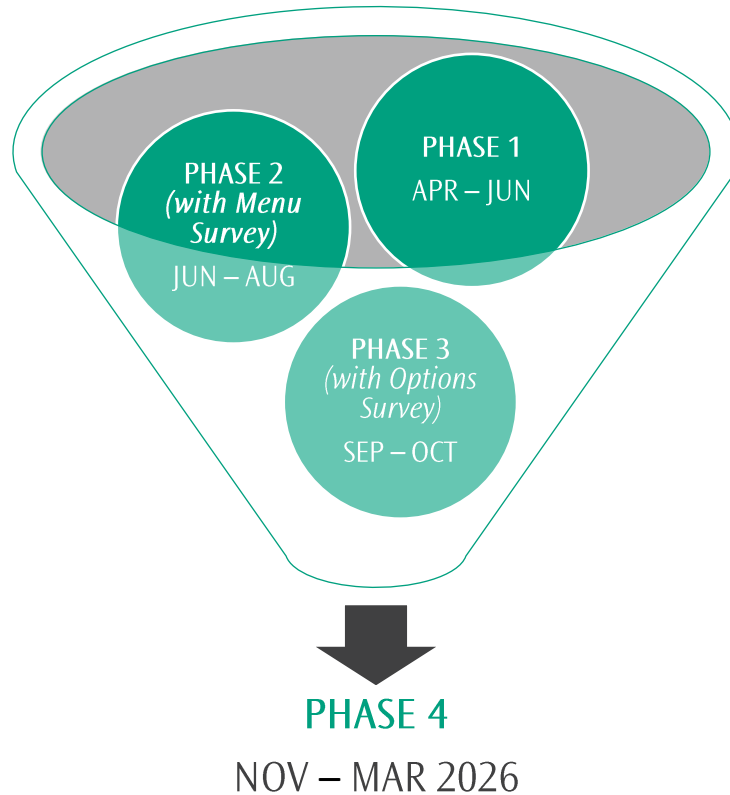 PHASE 1
APR – JUN
PHASE 2
(with Menu
Survey)
JUN – AUG
PHASE 3
(with Options
Survey)
SEP – OCT
PHASE 4
NOV – MAR 2026